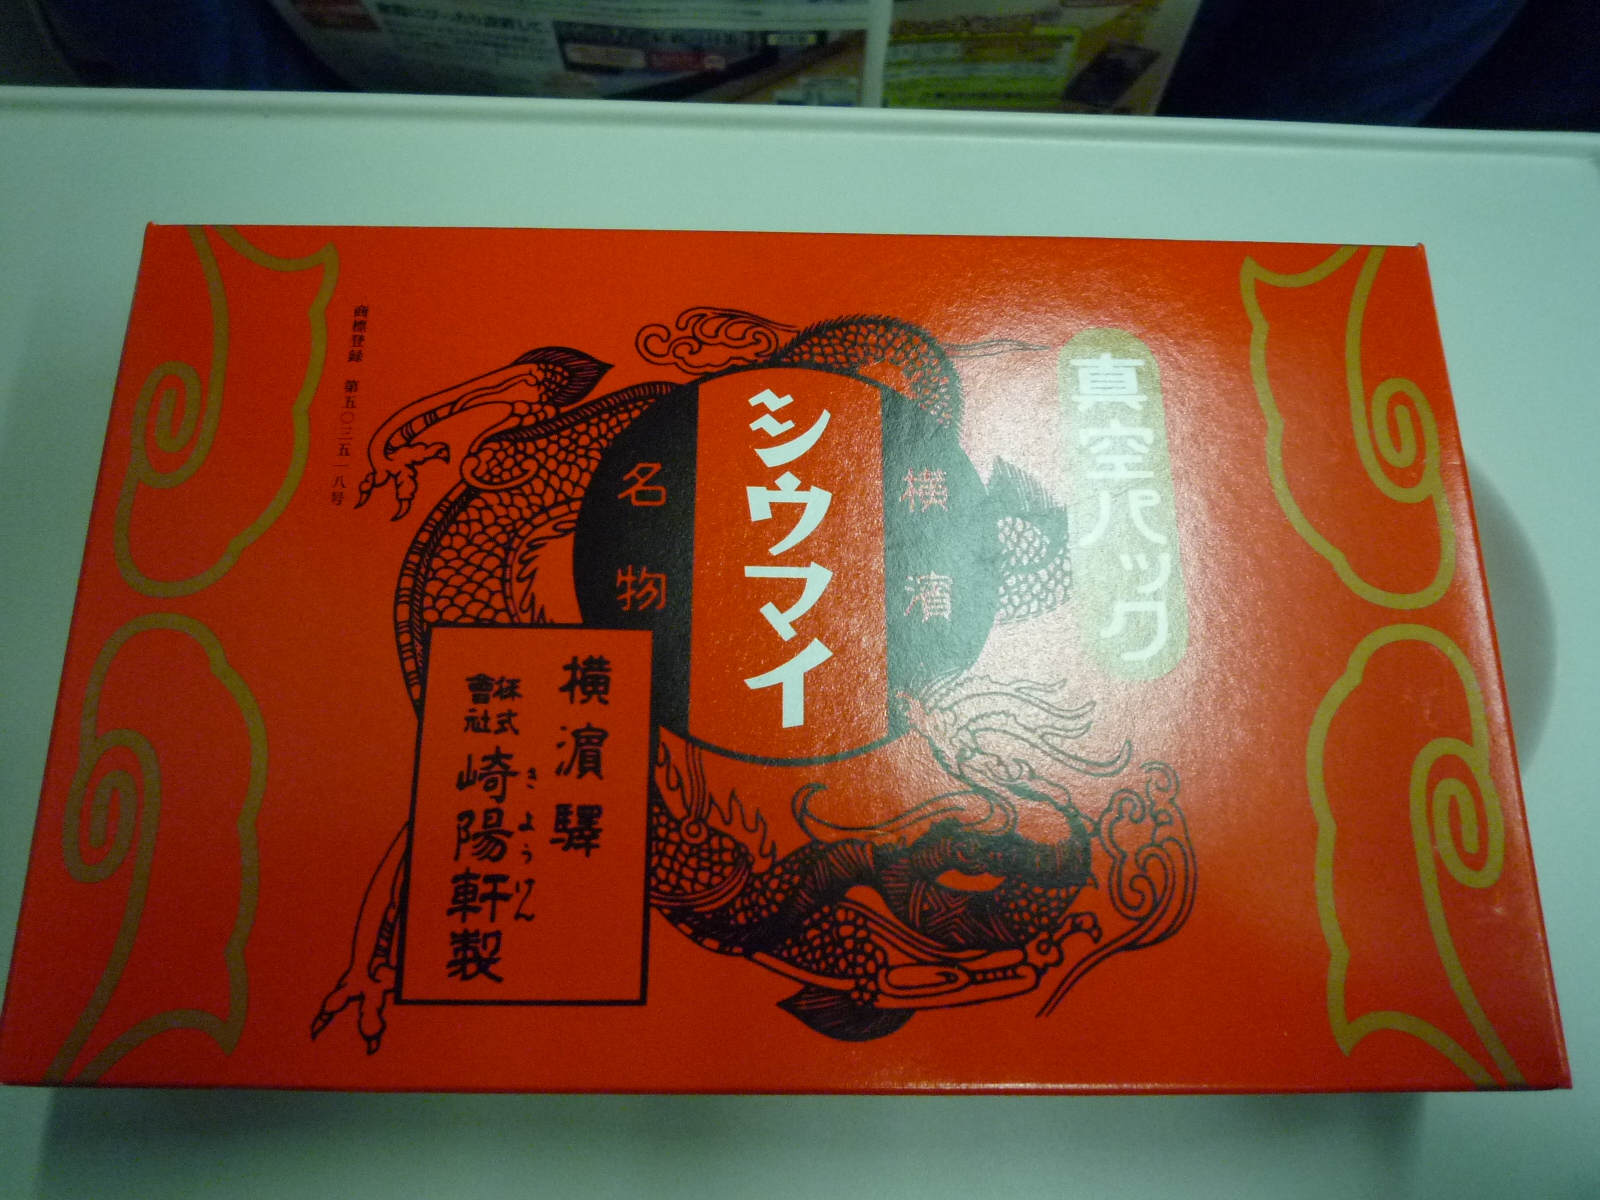 真空パック
横濱
シウマイ
名物
横濱驛
株式
會社
崎陽軒製
きようけん
商標登録 第五〇三五一八号